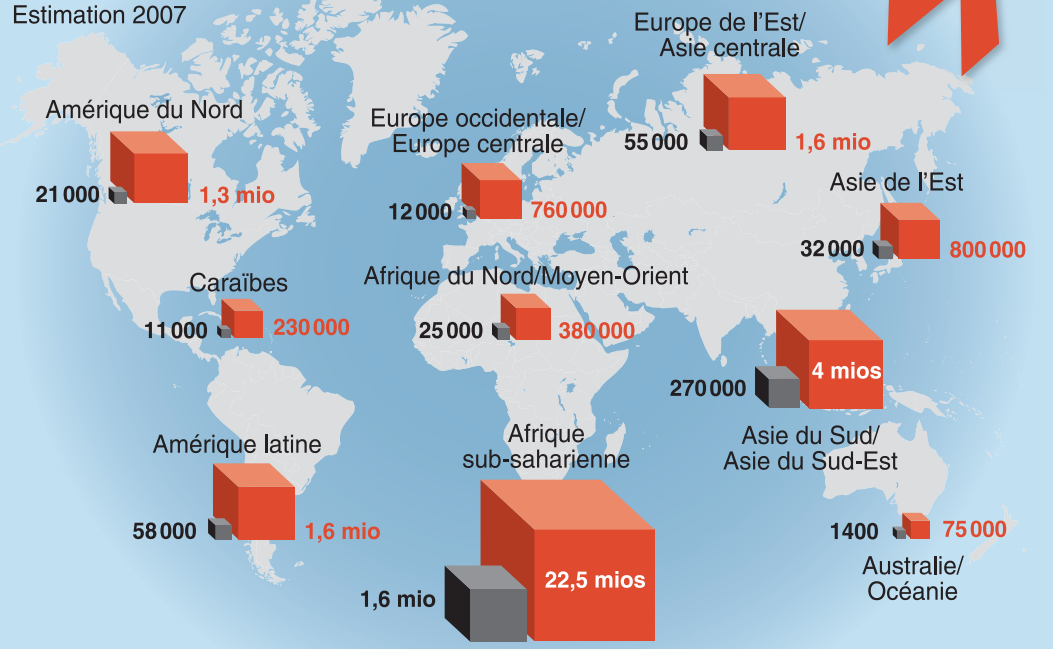 Estimation 2007
Europe de l'Est/
Asie centrale
55 000
1,6 mio
Amérique du Nord
21 000
1,3 mio
Europe occidentale/
Europe centrale
12 000
760 000
Asie de l'Est
32 000
800 000
Caraïbes
11 000
230 000
Afrique du Nord/Moyen-Orient
25 000
380 000
270 000
4 mios
Asie du Sud/
Asie du Sud-Est
Amérique latine
58 000
1,6 mio
Afrique
sub-saharienne
1,6 mio
22,5 mios
1400
75 000
Australie/
Océanie